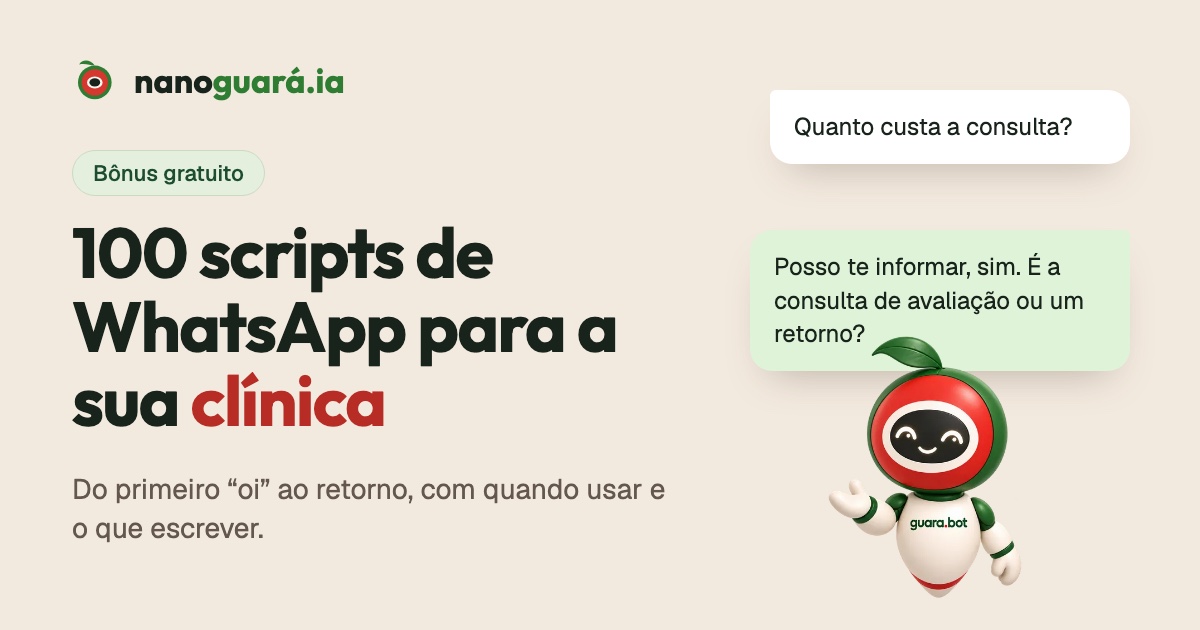 nanoguará.ia
Bônus gratuito
100 scripts de
WhatsApp para a
sua clínica
Do primeiro “oi” ao retorno, com quando usar e
o que escrever.
Quanto custa a consulta?
Posso te informar, sim. É a
consulta de avaliação ou um
retorno?
guara.bot